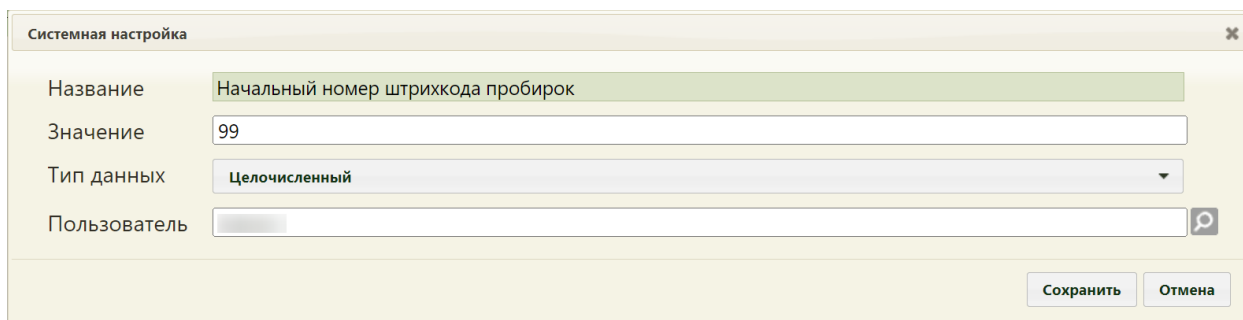 Системная настройка
Название Начальный номер штрихкода пробирок
Значение 99
Тип данных Целочисленный
Пользователь
Сохранить Отмена